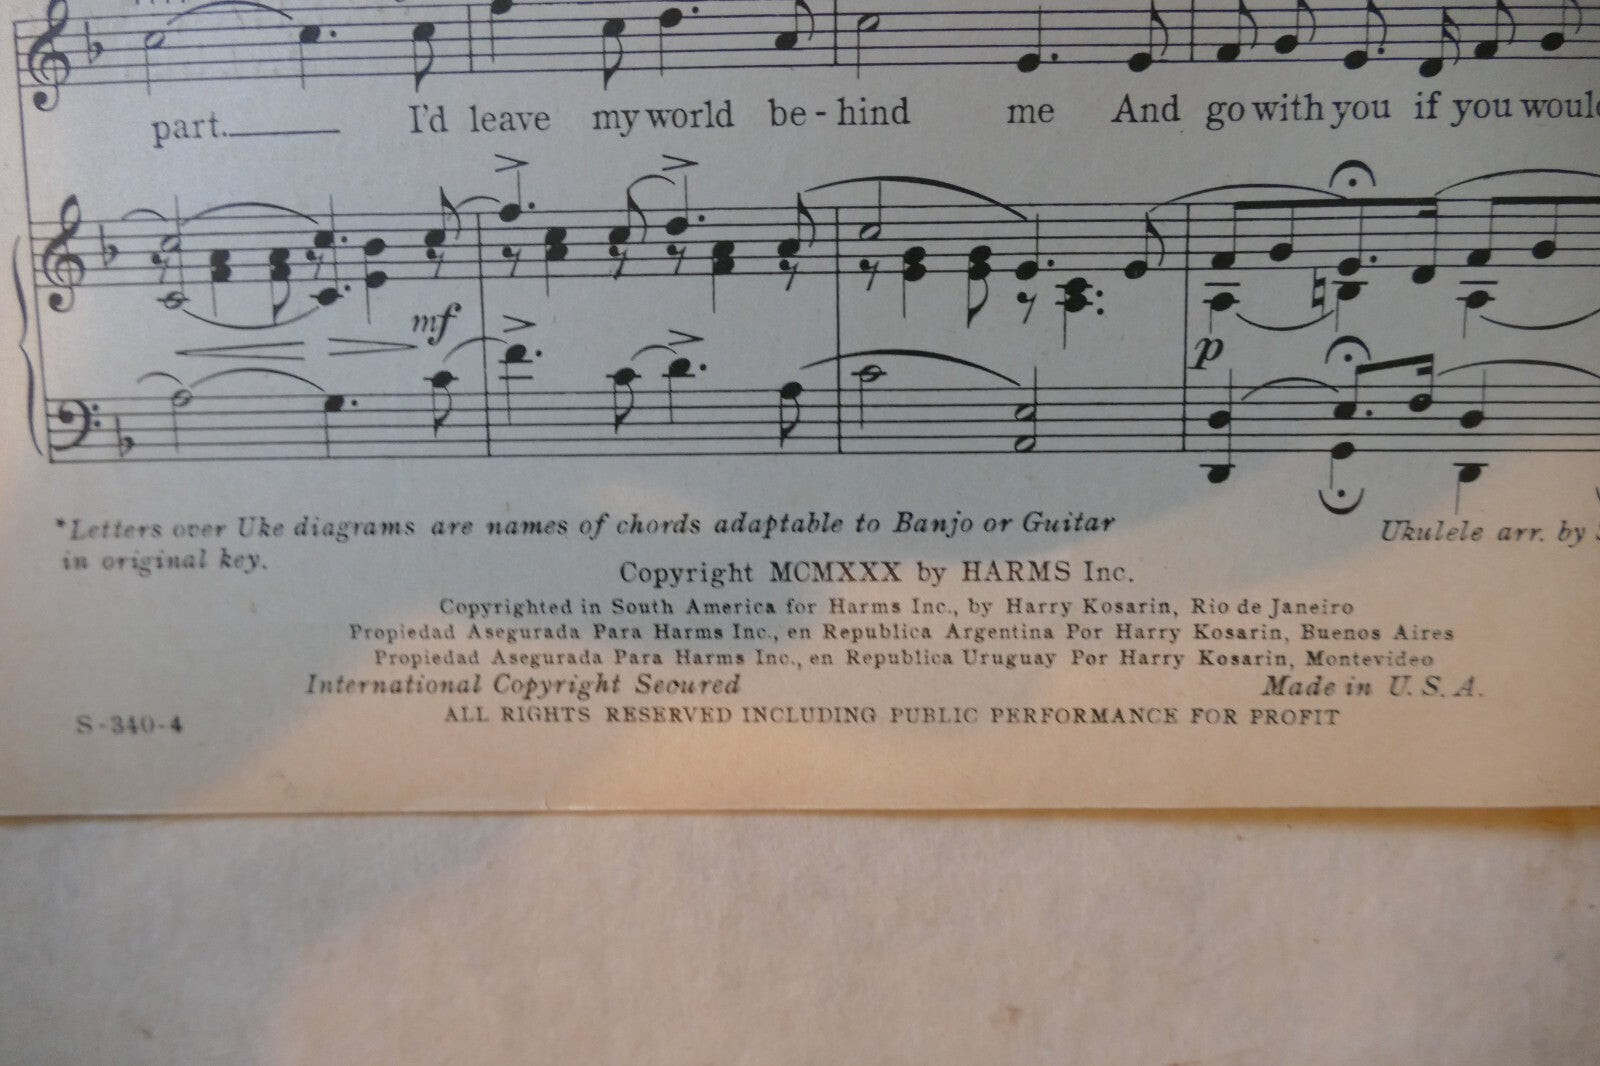 part. I'd leave my world be-hind me And go with you if you
mf
p
*Letters over Uke diagrams are names of chords adaptable to Banjo or Guitar
in original key.
Ukulele arr. by
Copyright MCMXXX by HARMS Inc.
Copyrighted in South America for Harms Inc., by Harry Kosarin, Rio de Janeiro
Propiedad Asegurada Para Harms Inc., en Republica Argentina Por Harry Kosarin, Buenos Aires
Propiedad Asegurada Para Harms Inc., en Republica Uruguay Por Harry Kosarin, Montevideo
International Copyright Secured Made in U. S. A.
S-340-4 ALL RIGHTS RESERVED INCLUDING PUBLIC PERFORMANCE FOR PROFIT